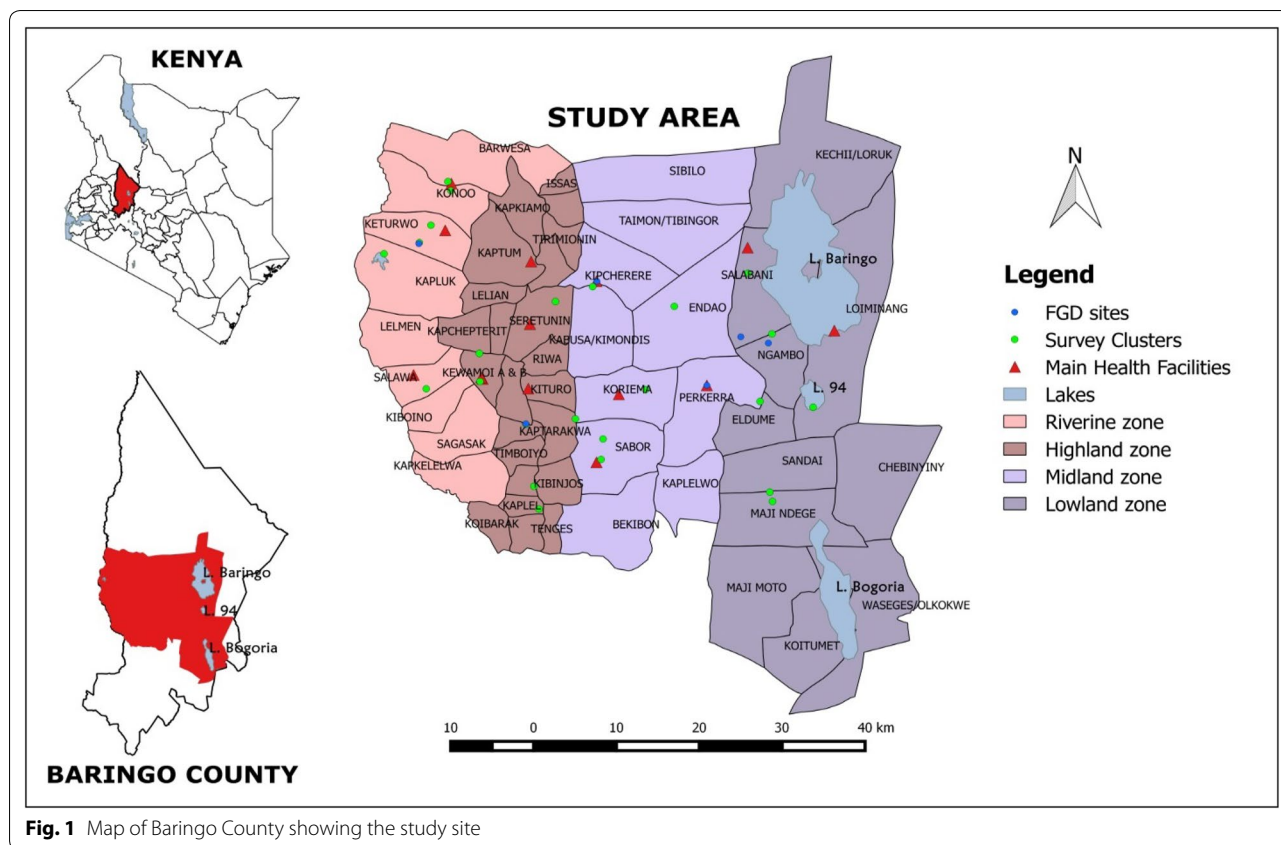 KENYA
STUDY AREA
BARWESA
KECHII/LORUK
N
SIBILO
ISSAS
KONOO
KAPKIAMO
TAIMON/TIBINGOR
KETURWO
TIRIMIONIN
KAPTUM
L. Baringo
KIPCHERERE
SALABANI
KAPLUK
LELIAN
ENDAO
LOIMINANG
SERETUNIN
LELMEN
KAPCHEPTERIT
KABUSA/KIMONDIS
NGAMBO
RIWA
KEWAMOI A & B
SALAWA
KITURO
KORIEMA
PERKERRA
L. 94
KIBOINO
ELDUME
KAPTARAKWA
SAGASAK
SABOR
TIMBOIYO
SANDAI
CHEBINYINY
KAPKELELWA
KIBINJOS
KAPLELWO
KAPLEL
MAJI NDEGE
KOIBARAK
TENGES
BEKIBON
MAJI MOTO
L. Bogoria
WASEGES/OLKOKWE
KOITUMET
Legend
FGD sites
Survey Clusters
Main Health Facilities
Lakes
Riverine zone
Highland zone
Midland zone
Lowland zone
L. Baringo
L. 94
L. Bogoria
BARINGO COUNTY
10 0 10 20 30 40 km
Fig. 1 Map of Baringo County showing the study site